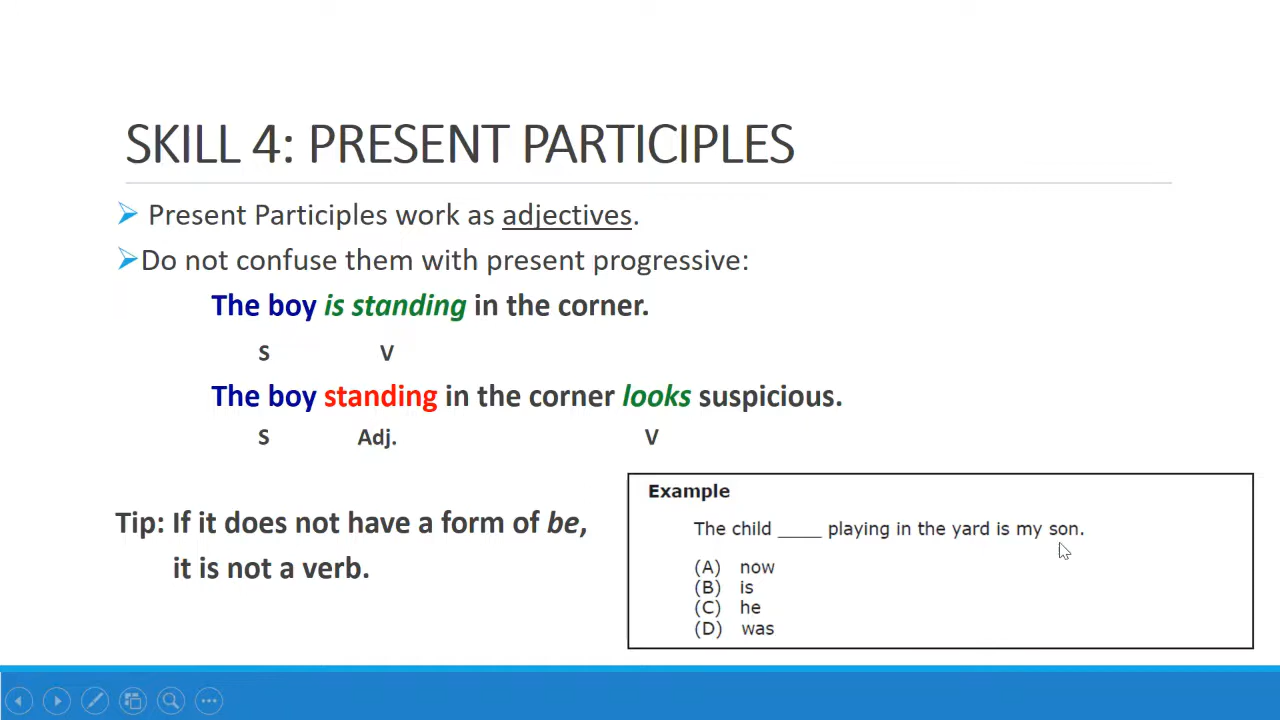 SKILL 4: PRESENT PARTICIPLES
Present Participles work as adjectives.
Do not confuse them with present progressive:
The boy is standing in the corner.
S V
The boy standing in the corner looks suspicious.
S Adj. V
Tip: If it does not have a form of be,
it is not a verb.
Example
The child _____ playing in the yard is my son.
(A) now
(B) is
(C) he
(D) was